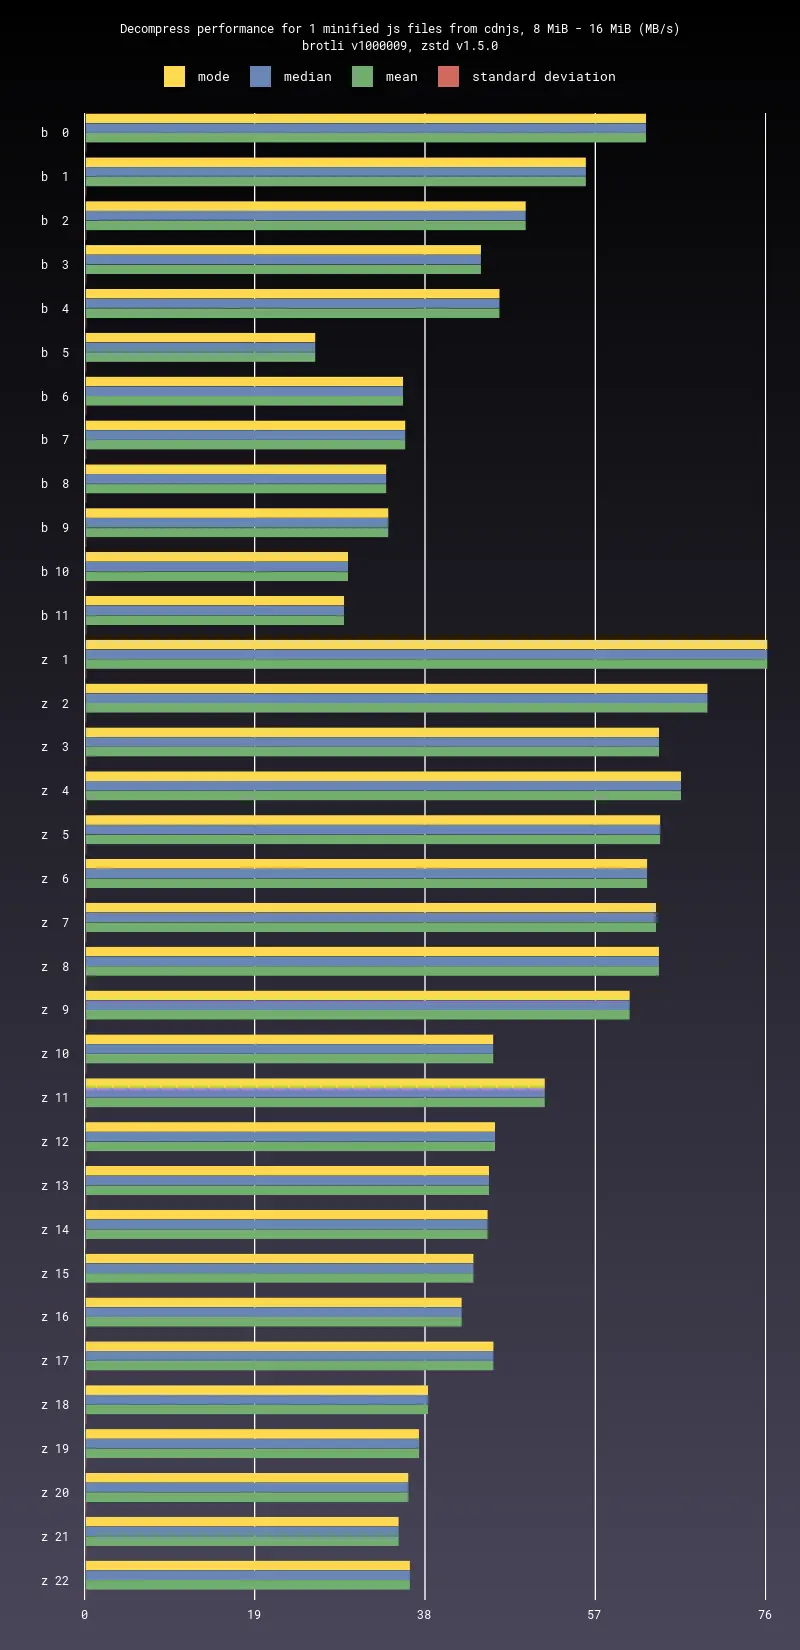 Decompress performance for 1 minified js files from cdnjs, 8 MiB - 16 MiB (MB/s)
brotli v1000009, zstd v1.5.0
mode median mean standard deviation
b 0
b 1
b 2
b 3
b 4
b 5
b 6
b 7
b 8
b 9
b 10
b 11
z 1
z 2
z 3
z 4
z 5
z 6
z 7
z 8
z 9
z 10
z 11
z 12
z 13
z 14
z 15
z 16
z 17
z 18
z 19
z 20
z 21
z 22
0 19 38 57 76